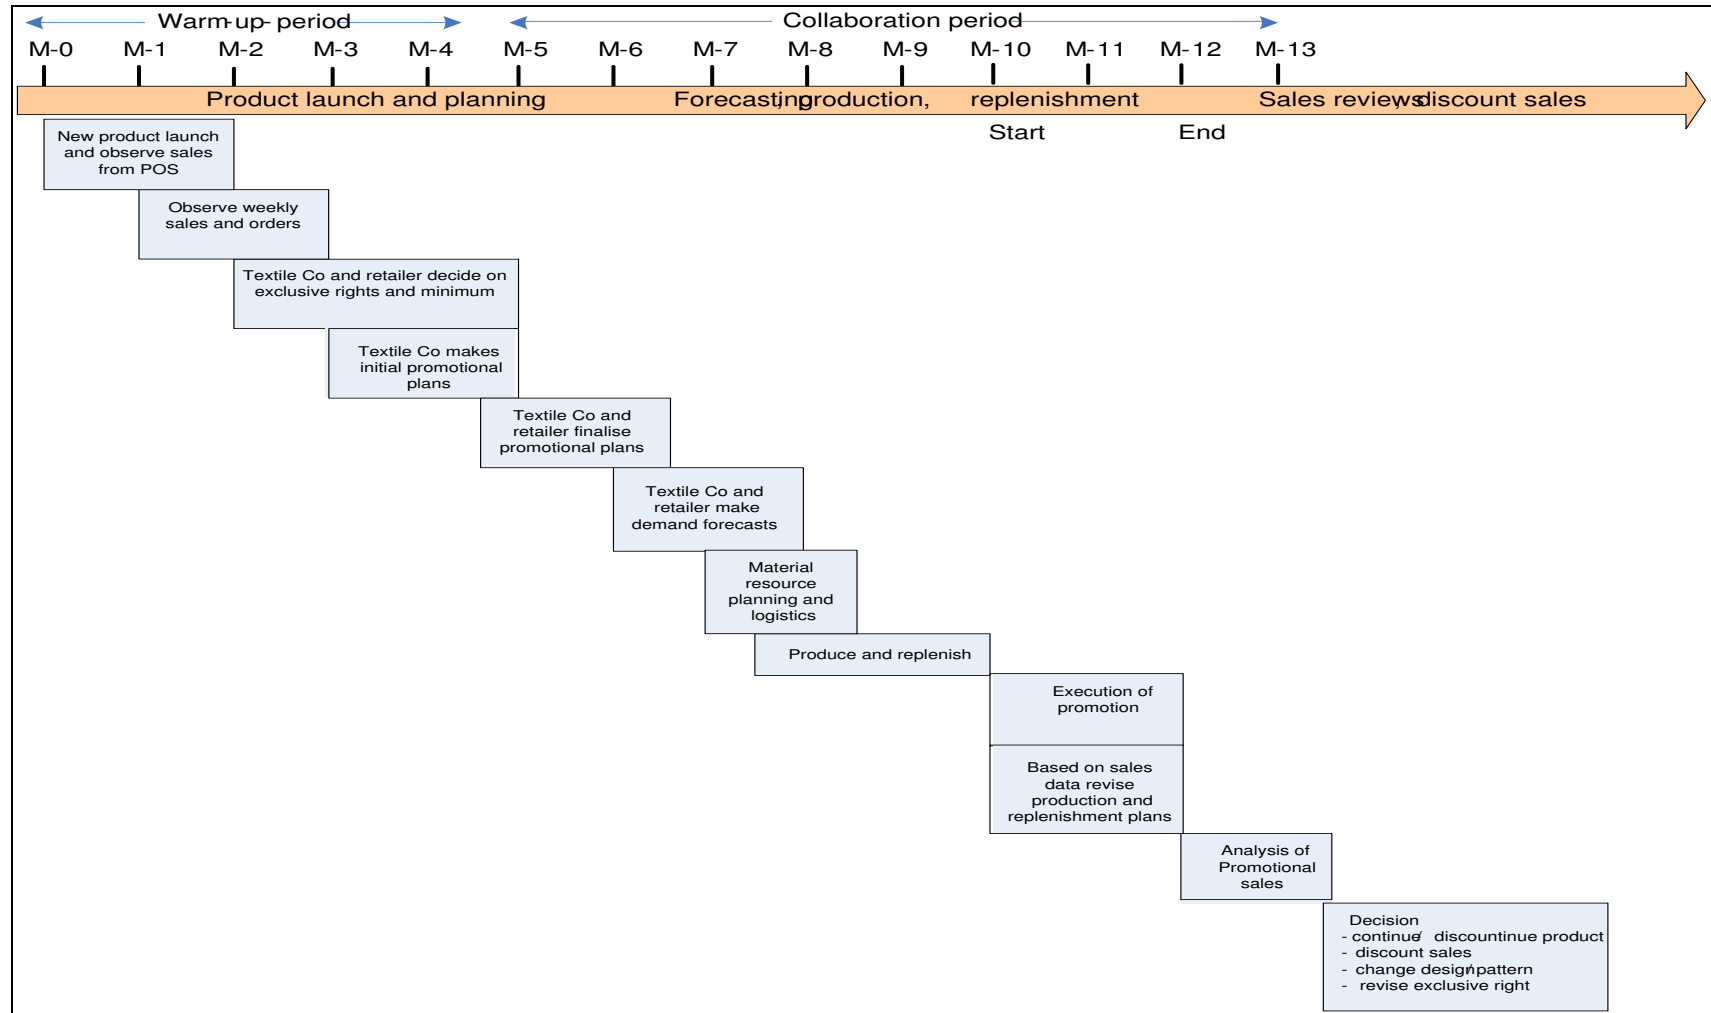 Warm-up- period
Collaboration period
M-0 M-1 M-2 M-3 M-4 M-5 M-6 M-7 M-8 M-9 M-10 M-11 M-12 M-13
Product launch and planning Forecasting, production, replenishment Sales reviews, discount sales
Start End
New product launch
and observe sales
from POS
Observe weekly
sales and orders
Textile Co and retailer decide on
exclusive rights and minimum
Textile Co makes
initial promotional
plans
Textile Co and
retailer finalise
promotional plans
Textile Co and
retailer make
demand forecasts
Material
resource
planning and
logistics
Produce and replenish
Execution of
promotion
Based on sales
data revise
production and
replenishment plans
Analysis of
Promotional
sales
Decision
- continue/ discountinue product
- discount sales
- change design/pattern
- revise exclusive right